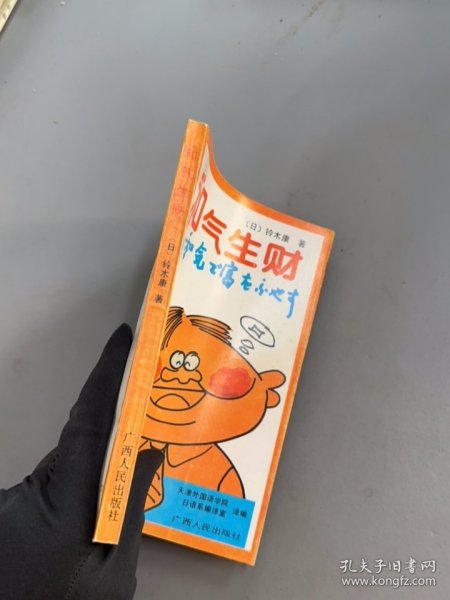 (日)铃木康 著
和气生财
和気で富をふやす
天津外国语学院
日语系编译室 译编
广西人民出版社
(日)铃木康 著
广西人民出版社
孔夫子旧书网
www.kongfz.com